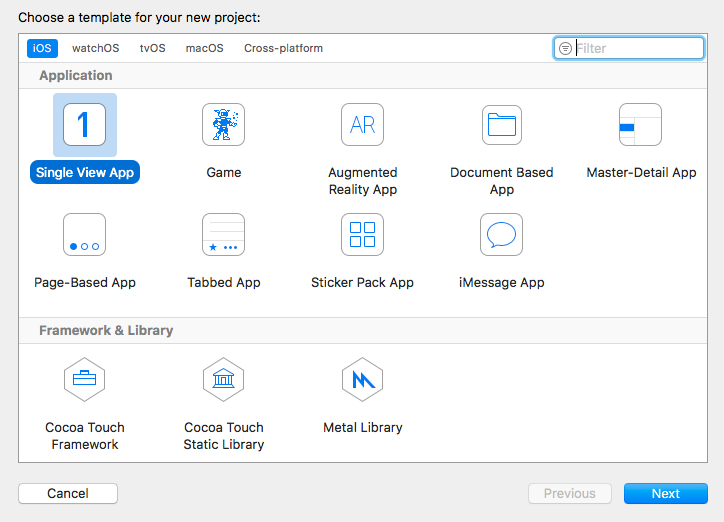 Choose a template for your new project:
iOS watchOS tvOS macOS Cross-platform Filter
Application
1 AR
Single View App Game Augmented Reality App Document Based App Master-Detail App
Page-Based App Tabbed App Sticker Pack App iMessage App
Framework & Library
Cocoa Touch Framework Cocoa Touch Static Library Metal Library
Cancel Previous Next